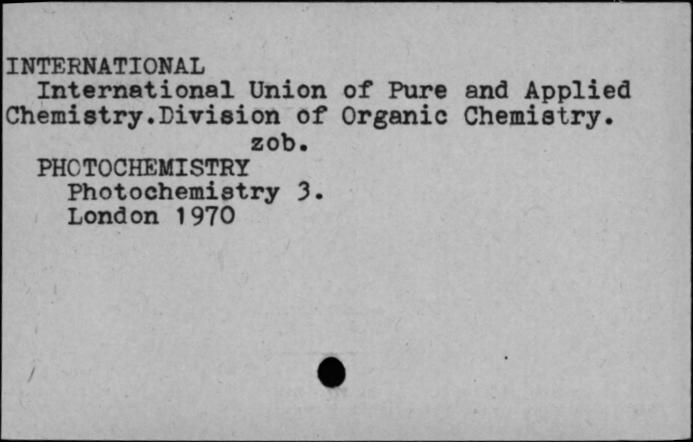 INTERNATIONAL
International Union of Pure and Applied
Chemistry.Division of Organic Chemistry.
zob.
PHOTOCHEMISTRY
Photochemistry 3.
London 1970